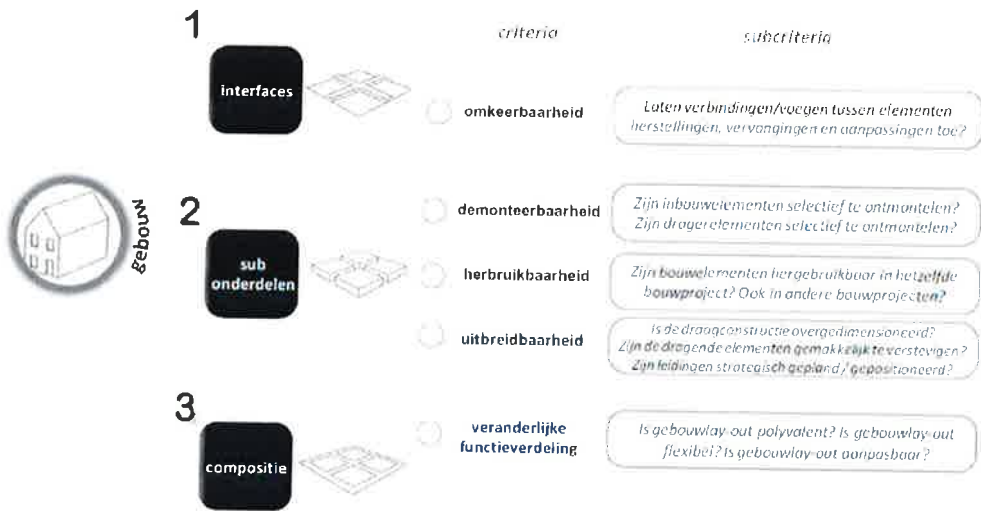 criteria
subcriteria
1
interfaces
omkeerbaarheid
Laten verbindingen/voegen tussen elementen
herstellingen, vervangingen en aanpassingen toe?
gebouw
2
sub
onderdelen
demonteerbaarheid
Zijn inbouwelementen selectief te ontmantelen?
Zijn dragerelementen selectief te ontmantelen?
herbruikbaarheid
Zijn bouwelementen hergebruikbaar in hetzelfde
bouwproject? Ook in andere bouwprojecten?
uitbreidbaarheid
Is de draagconstructie overgedimensioneerd?
Zijn de dragende elementen gemakkelijk te verstevigen?
Zijn leidingen strategisch gepland / gepositioneerd?
3
compositie
veranderlijke
functieverdeling
Is gebouwlay-out polyvalent? Is gebouwlay-out
flexibel? Is gebouwlay-out aanpasbaar?